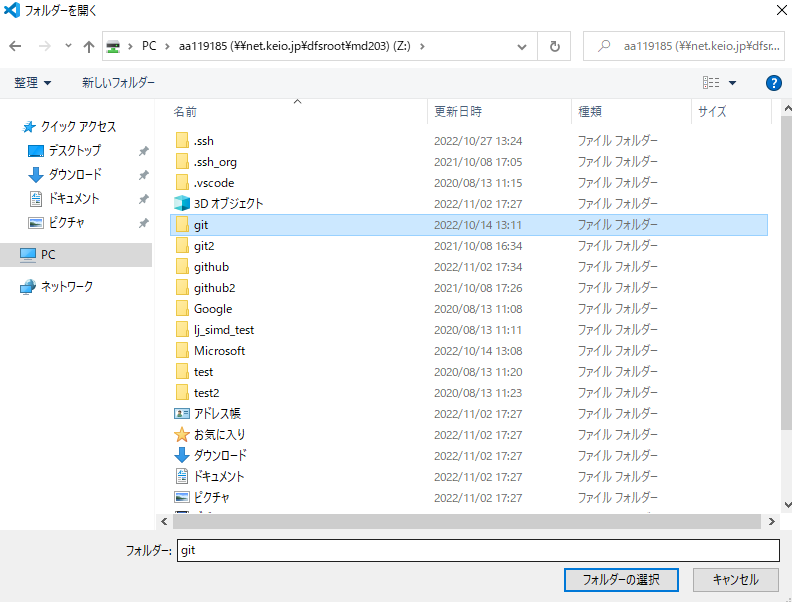 フォルダーを開く
PC aa119185 (¥¥net.keio.jp¥dfsroot¥md203) (Z:)
aa119185 (¥¥net.keio.jp¥dfsr...
整理 新しいフォルダー
?
名前 更新日時 種類 サイズ
クイック アクセス
デスクトップ
ダウンロード
ドキュメント
ピクチャ
PC
ネットワーク
.ssh 2022/10/27 13:24 ファイル フォルダー
.ssh_org 2021/10/08 17:05 ファイル フォルダー
.vscode 2020/08/13 11:15 ファイル フォルダー
3D オブジェクト 2022/11/02 17:27 ファイル フォルダー
git 2022/10/14 13:11 ファイル フォルダー
git2 2021/10/08 16:34 ファイル フォルダー
github 2022/11/02 17:34 ファイル フォルダー
github2 2021/10/08 17:26 ファイル フォルダー
Google 2020/08/13 11:08 ファイル フォルダー
lj_simd_test 2020/08/13 11:11 ファイル フォルダー
Microsoft 2022/10/14 13:08 ファイル フォルダー
test 2020/08/13 11:20 ファイル フォルダー
test2 2020/08/13 11:23 ファイル フォルダー
アドレス帳 2022/11/02 17:27 ファイル フォルダー
お気に入り 2022/11/02 17:27 ファイル フォルダー
ダウンロード 2022/11/02 17:27 ファイル フォルダー
ドキュメント 2022/11/02 17:27 ファイル フォルダー
ピクチャ 2022/11/02 17:27 ファイル フォルダー
フォルダー: git
フォルダーの選択 キャンセル